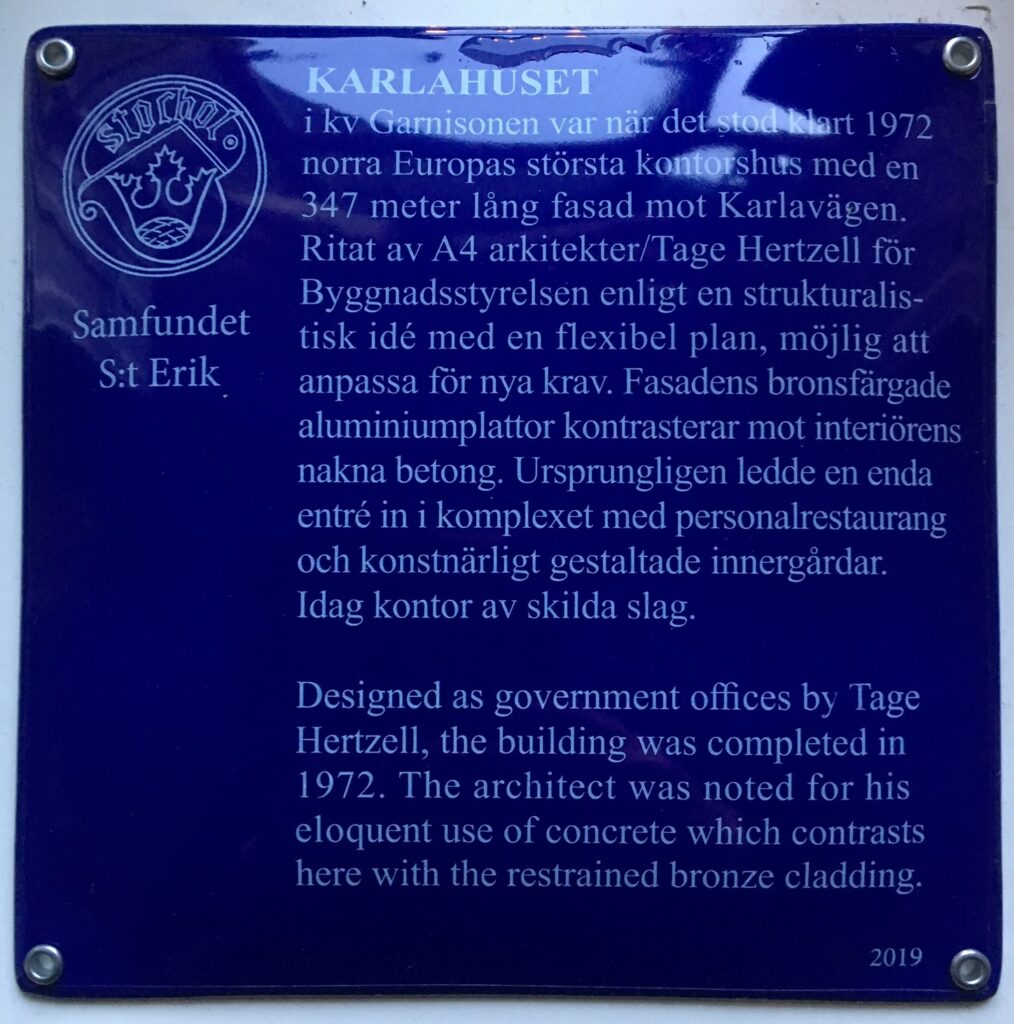 stochol
Samfundet
S:t Erik
KARLAHUSET
i kv Garnisonen var när det stod klart 1972
norra Europas största kontorshus med en
347 meter lång fasad mot Karlavägen.
Ritat av A4 arkitekter/Tage Hertzell för
Byggnadsstyrelsen enligt en strukturalis-
tisk idé med en flexibel plan, möjlig att
anpassa för nya krav. Fasadens bronsfärgade
aluminiumplattor kontrasterar mot interiörens
nakna betong. Ursprungligen ledde en enda
entré in i komplexet med personalrestaurang
och konstnärligt gestaltade innergårdar.
Idag kontor av skilda slag.
Designed as government offices by Tage
Hertzell, the building was completed in
1972. The architect was noted for his
eloquent use of concrete which contrasts
here with the restrained bronze cladding.
2019